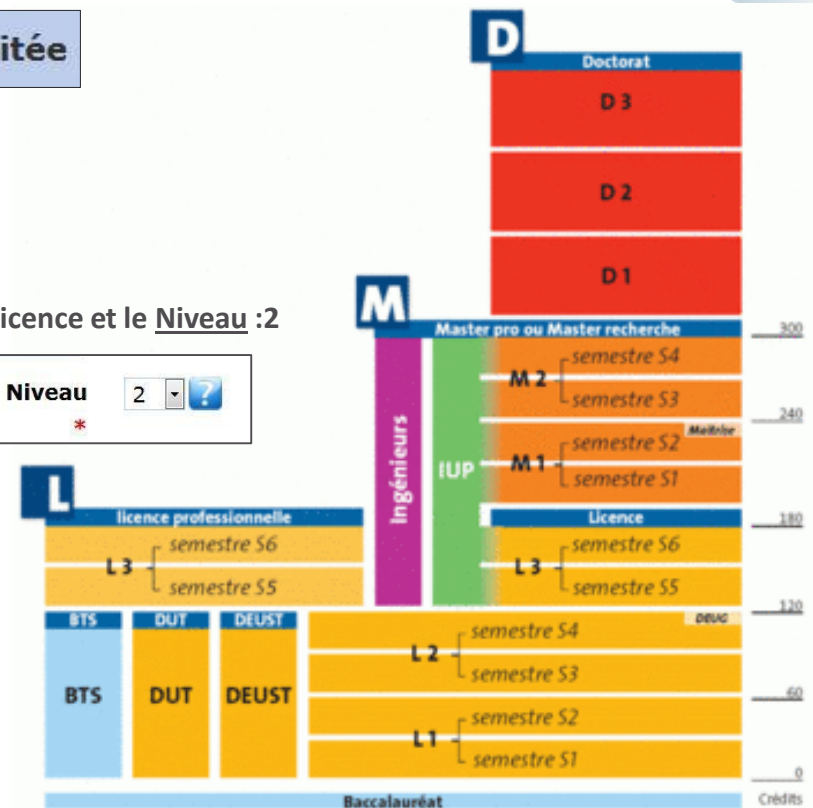 itée
D
Doctorat
D 3
D 2
D 1
icence et le Niveau :2
Niveau
*
2
?
M
Master pro ou Master recherche
300
semestre S4
M 2
semestre S3
240
Maîtrise
semestre S2
M 1
semestre S1
Ingénieurs
IUP
L
licence professionnelle
Licence
180
semestre S6
L 3
semestre S5
semestre S6
L 3
semestre S5
120
BTS
DUT
DEUST
DEUG
semestre S4
L 2
semestre S3
BTS
DUT
DEUST
60
semestre S2
L 1
semestre S1
0
Baccalauréat
Crédits